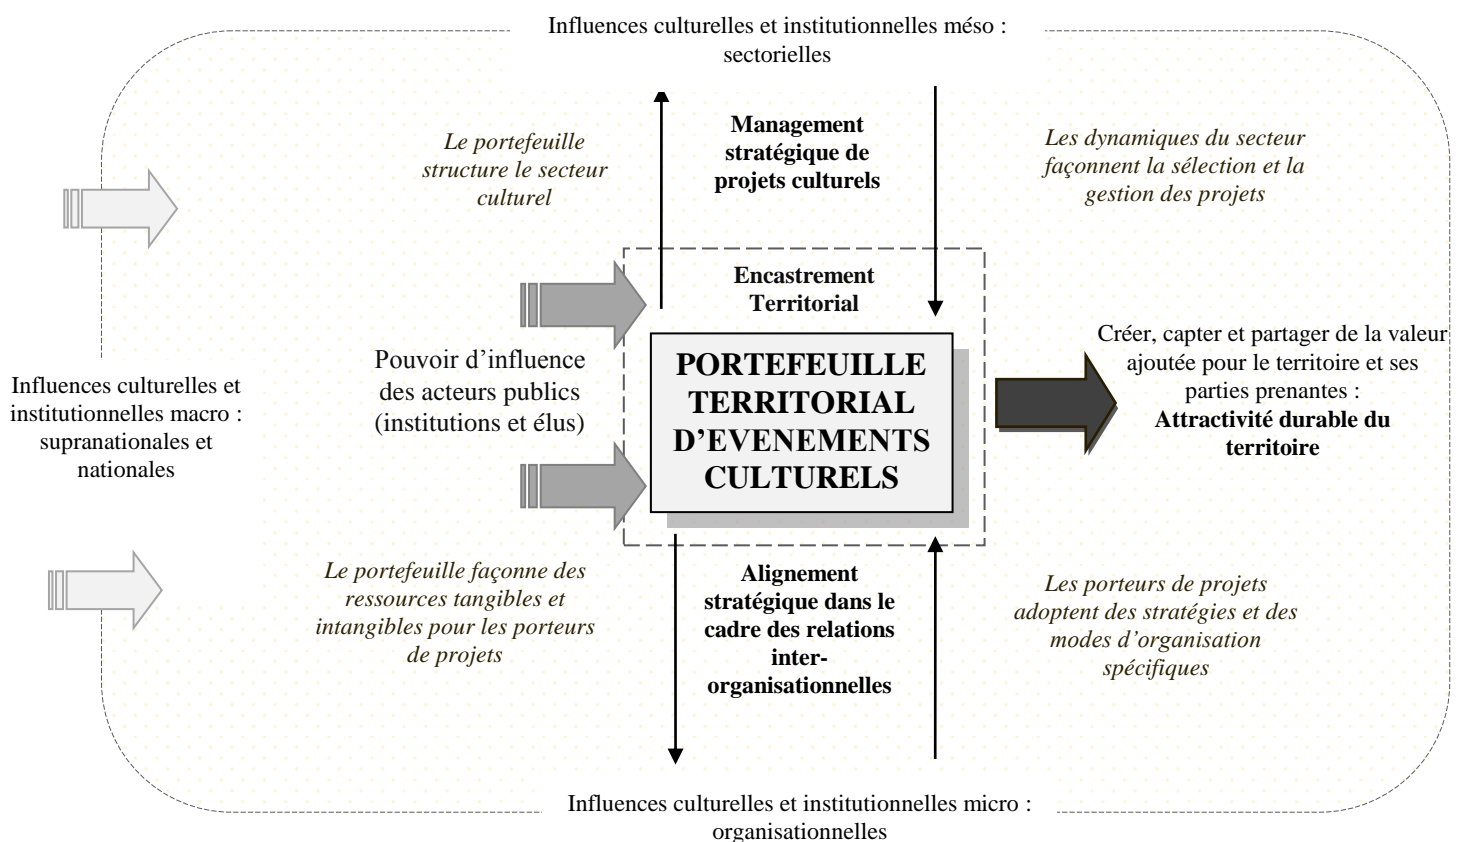 Influences culturelles et institutionnelles méso :
sectorielles
Le portefeuille
structure le secteur
culturel
Management
stratégique de
projets culturels
Les dynamiques du secteur
façonnent la sélection et la
gestion des projets
Influences culturelles et
institutionnelles macro :
supranationales et
nationales
Pouvoir d’influence
des acteurs publics
(institutions et élus)
Encastrement
Territorial
PORTEFEUILLE
TERRITORIAL
D’EVENEMENTS
CULTURELS
Créer, capter et partager de la valeur
ajoutée pour le territoire et ses
parties prenantes :
Attractivité durable du
territoire
Le portefeuille façonne des
ressources tangibles et
intangibles pour les porteurs
de projets
Alignement
stratégique dans le
cadre des relations
inter-
organisationnelles
Les porteurs de projets
adoptent des stratégies et des
modes d’organisation
spécifiques
Influences culturelles et institutionnelles micro :
organisationnelles